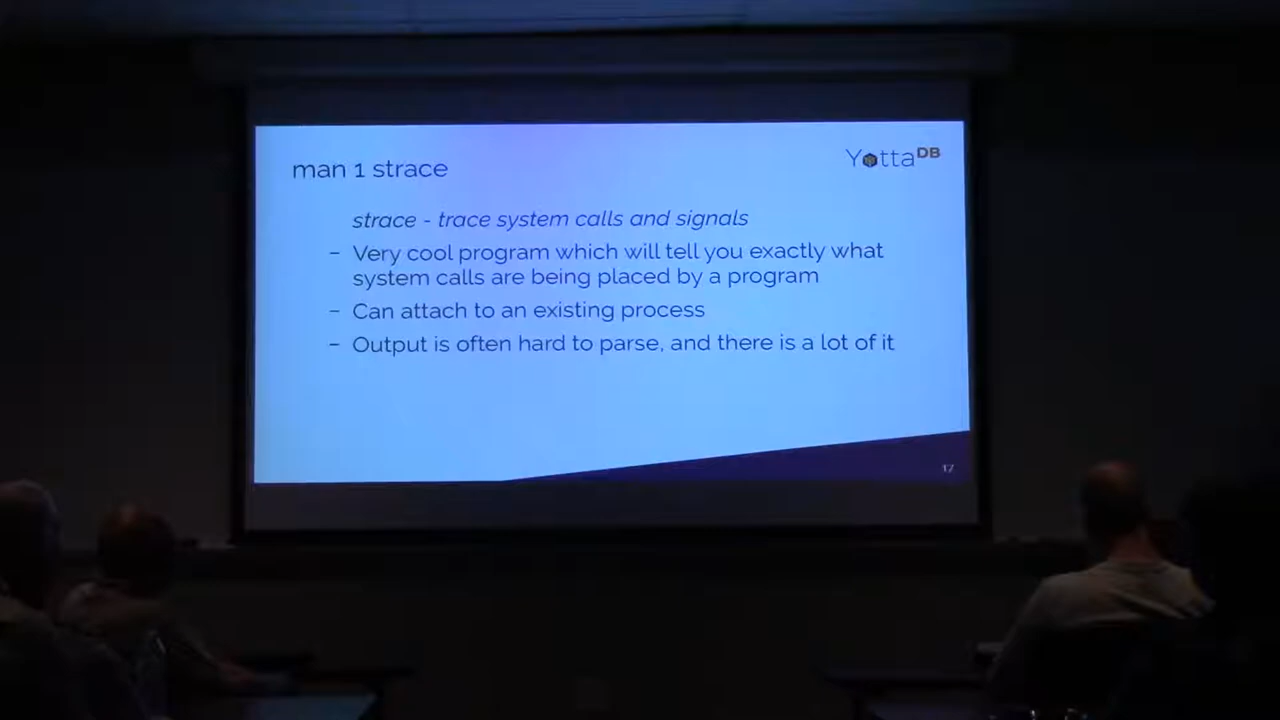 man 1 strace
YottaDB
strace - trace system calls and signals
– Very cool program which will tell you exactly what
system calls are being placed by a program
– Can attach to an existing process
– Output is often hard to parse, and there is a lot of it
17